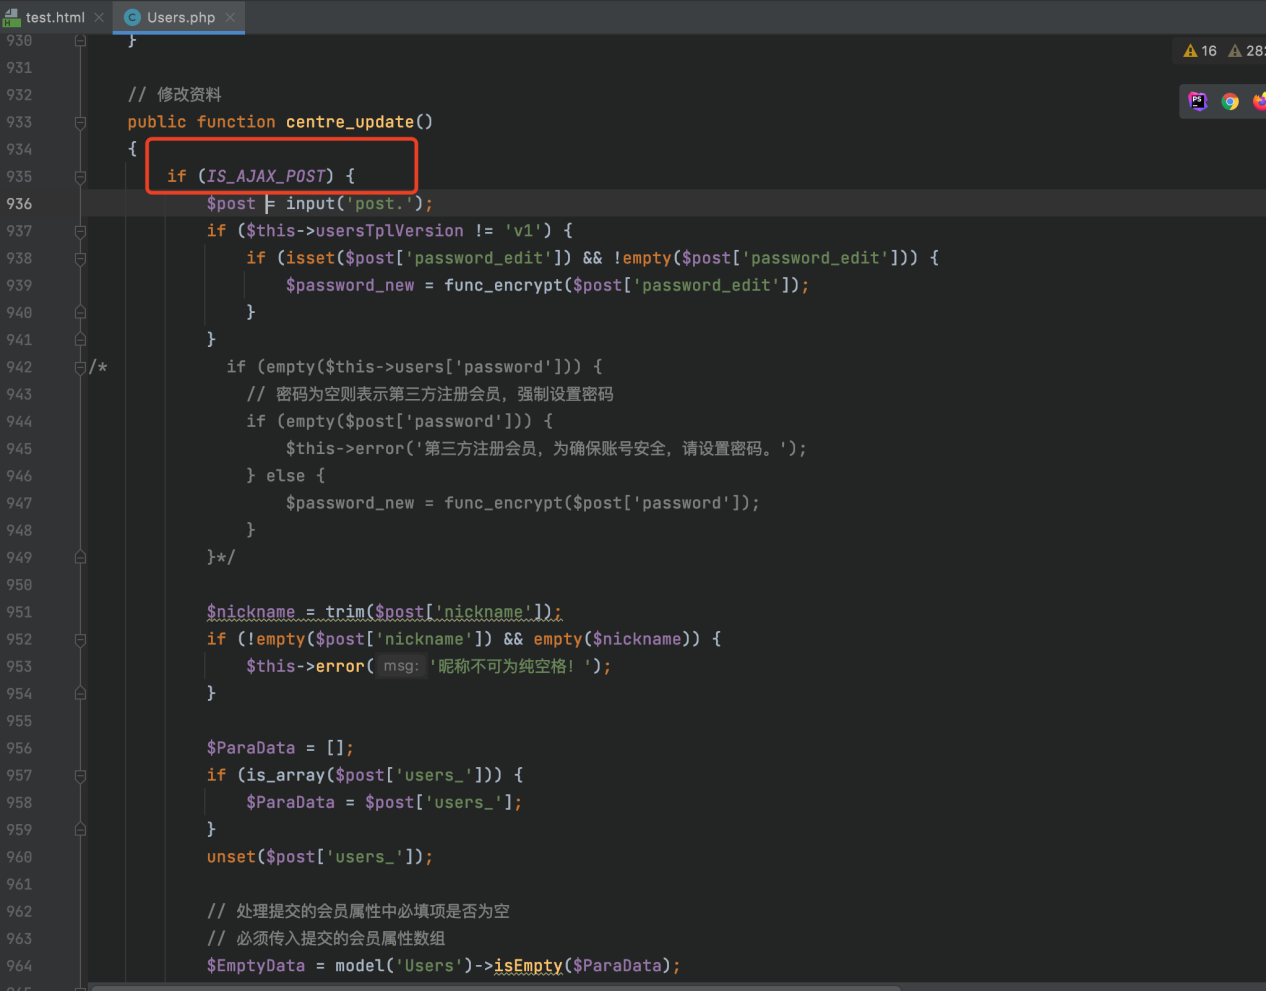 test.html
Users.php
16
282
930 }
931
932 // 修改资料
933 public function centre_update()
934 {
935 if (IS_AJAX_POST) {
936 $post = input('post.');
937 if ($this->usersTplVersion != 'v1') {
938 if (isset($post['password_edit']) && !empty($post['password_edit'])) {
939 $password_new = func_encrypt($post['password_edit']);
940 }
941 }
942 /* if (empty($this->users['password'])) {
943 // 密码为空则表示第三方注册会员，强制设置密码
944 if (empty($post['password'])) {
945 $this->error('第三方注册会员，为确保账号安全，请设置密码。');
946 } else {
947 $password_new = func_encrypt($post['password']);
948 }
949 }*/
950
951 $nickname = trim($post['nickname']);
952 if (!empty($post['nickname']) && empty($nickname)) {
953 $this->error( msg: '昵称不可为纯空格！');
954 }
955
956 $ParaData = [];
957 if (is_array($post['users_'])) {
958 $ParaData = $post['users_'];
959 }
960 unset($post['users_']);
961
962 // 处理提交的会员属性中必填项是否为空
963 // 必须传入提交的会员属性数组
964 $EmptyData = model('Users')->isEmpty($ParaData);